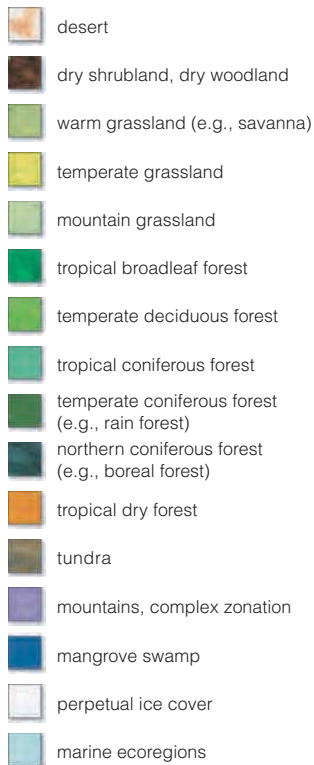 desert
dry shrubland, dry woodland
warm grassland (e.g., savanna)
temperate grassland
mountain grassland
tropical broadleaf forest
temperate deciduous forest
tropical coniferous forest
temperate coniferous forest
(e.g., rain forest)
northern coniferous forest
(e.g., boreal forest)
tropical dry forest
tundra
mountains, complex zonation
mangrove swamp
perpetual ice cover
marine ecoregions